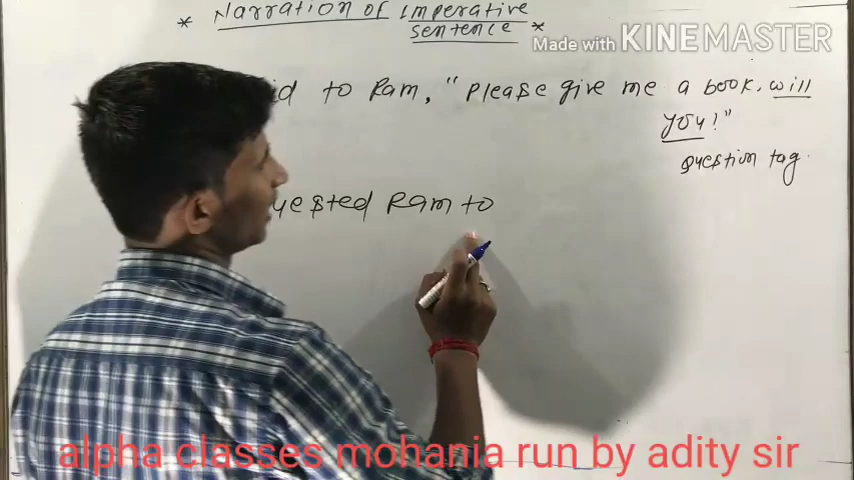 * Narration of imperative
sentence *
Made with KINEMASTER
to Ram, "please give me a book, will
you!"
question tag.
Ram to
alpha classes mohania run by adity sir